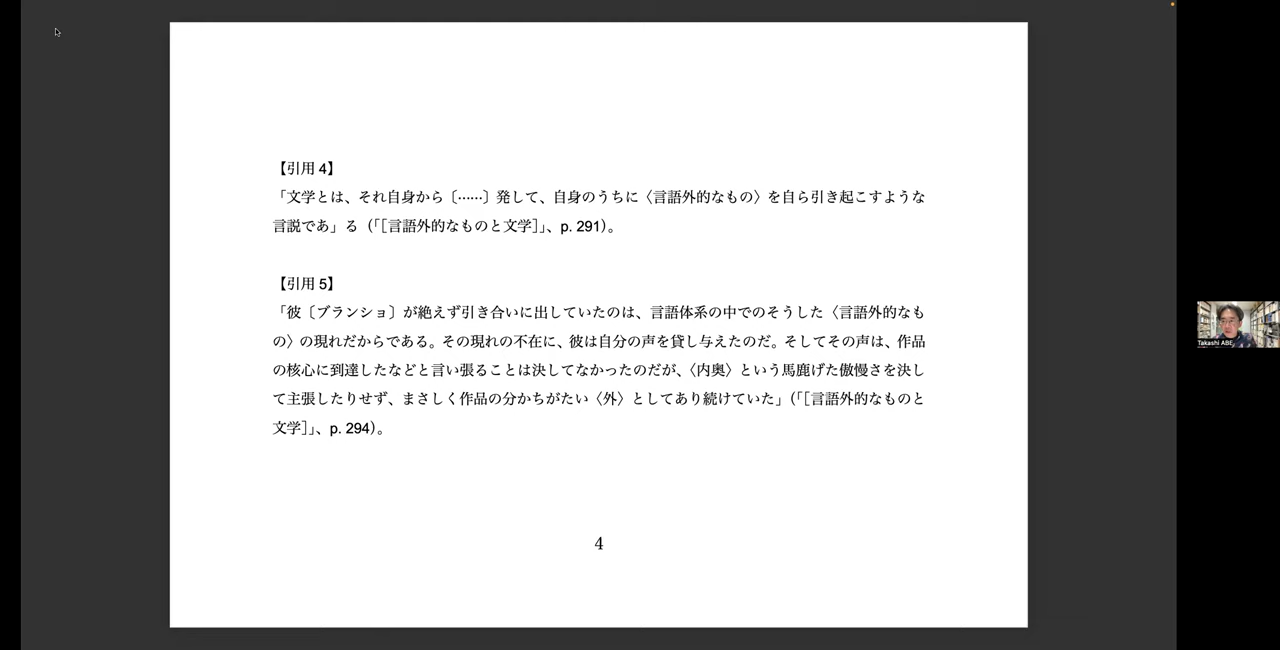 【引用 4】
「文学とは、それ自身から〔……〕発して、自身のうちに〈言語外的なもの〉を自ら引き起こすような
言説であ」る（「［言語外的なものと文学］」、p. 291）。
【引用 5】
「彼〔ブランショ〕が絶えず引き合いに出していたのは、言語体系の中でのそうした〈言語外的なも
の〉の現れだからである。その現れの不在に、彼は自分の声を貸し与えたのだ。そしてその声は、作品
の核心に到達したなどと言い張ることは決してなかったのだが、〈内奥〉という馬鹿げた傲慢さを決し
て主張したりせず、まさしく作品の分かちがたい〈外〉としてあり続けていた」（「［言語外的なものと
文学］」、p. 294）。
4
Takashi ABE